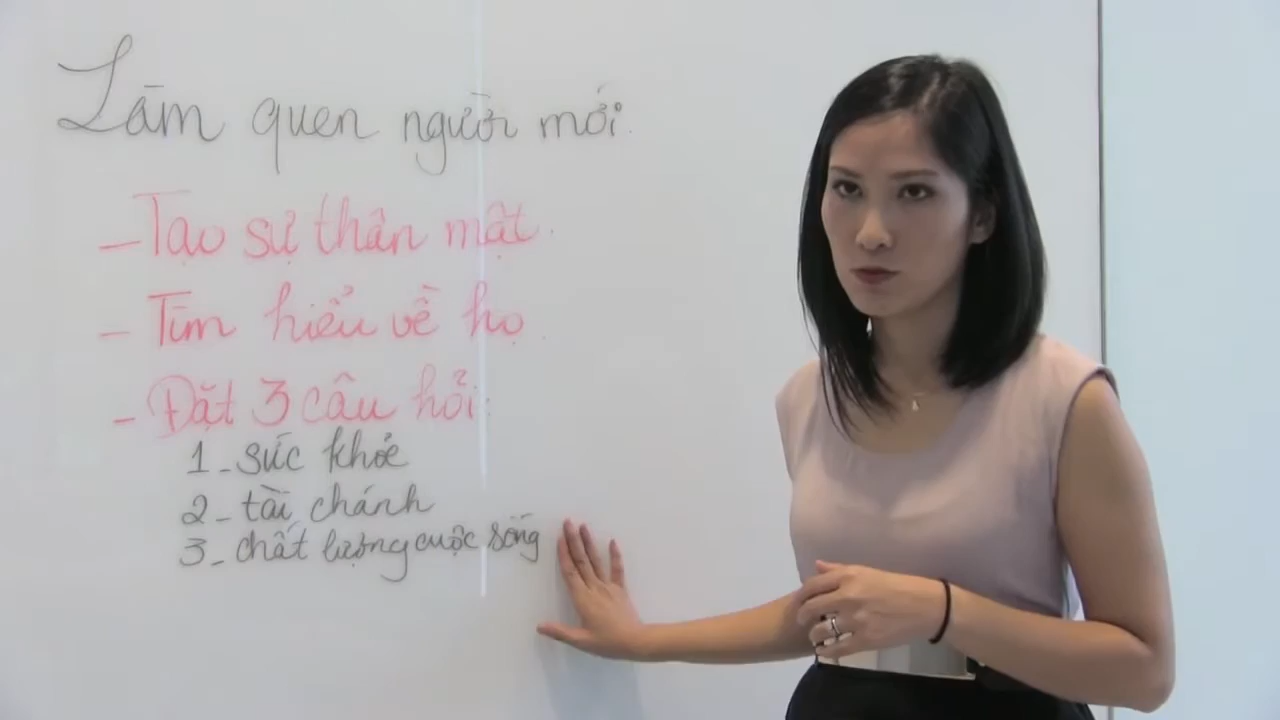 Làm quen người mới.
- Tạo sự thân mật.
- Tìm hiểu về họ.
- Đặt 3 câu hỏi:
1 - sức khỏe
2 - tài chánh
3 - chất lượng cuộc sống